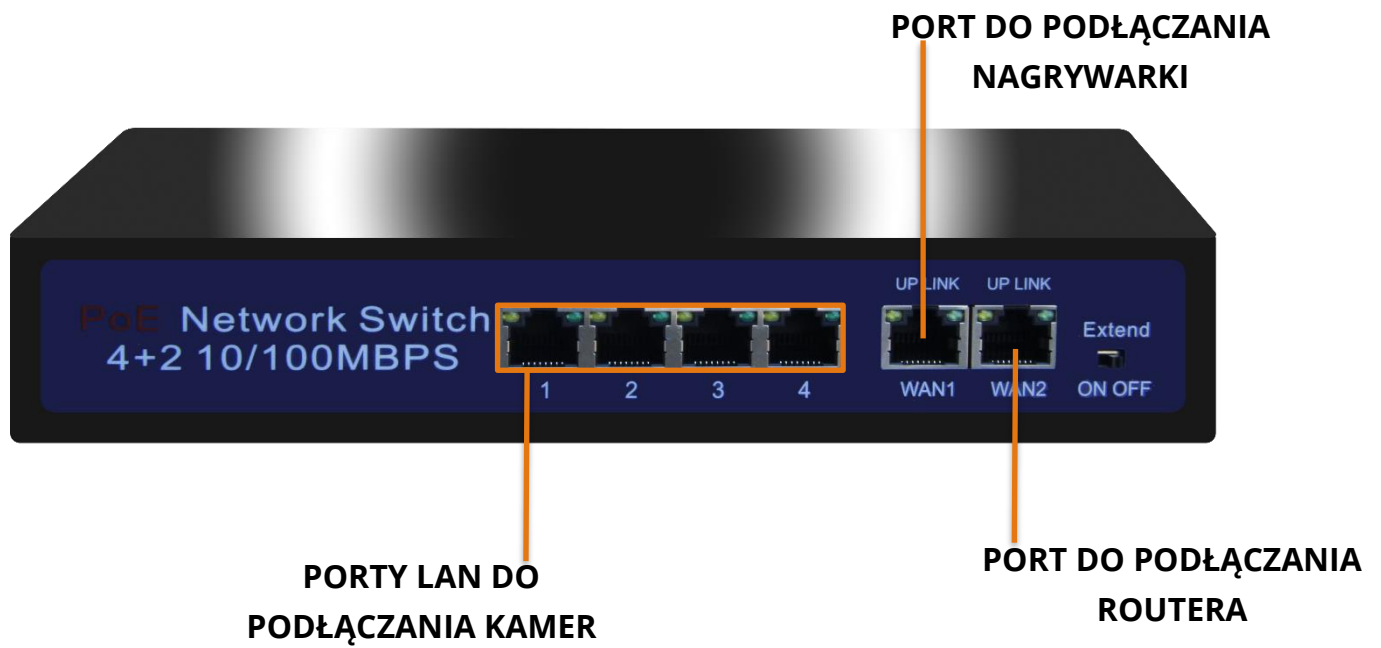 PORT DO PODŁĄCZANIA
NAGRYWARKI
UP LINK UP LINK
PoE Network Switch
4+2 10/100MBPS
Extend
1 2 3 4 WAN1 WAN2 ON OFF
PORTY LAN DO
PODŁĄCZANIA KAMER
PORT DO PODŁĄCZANIA
ROUTERA